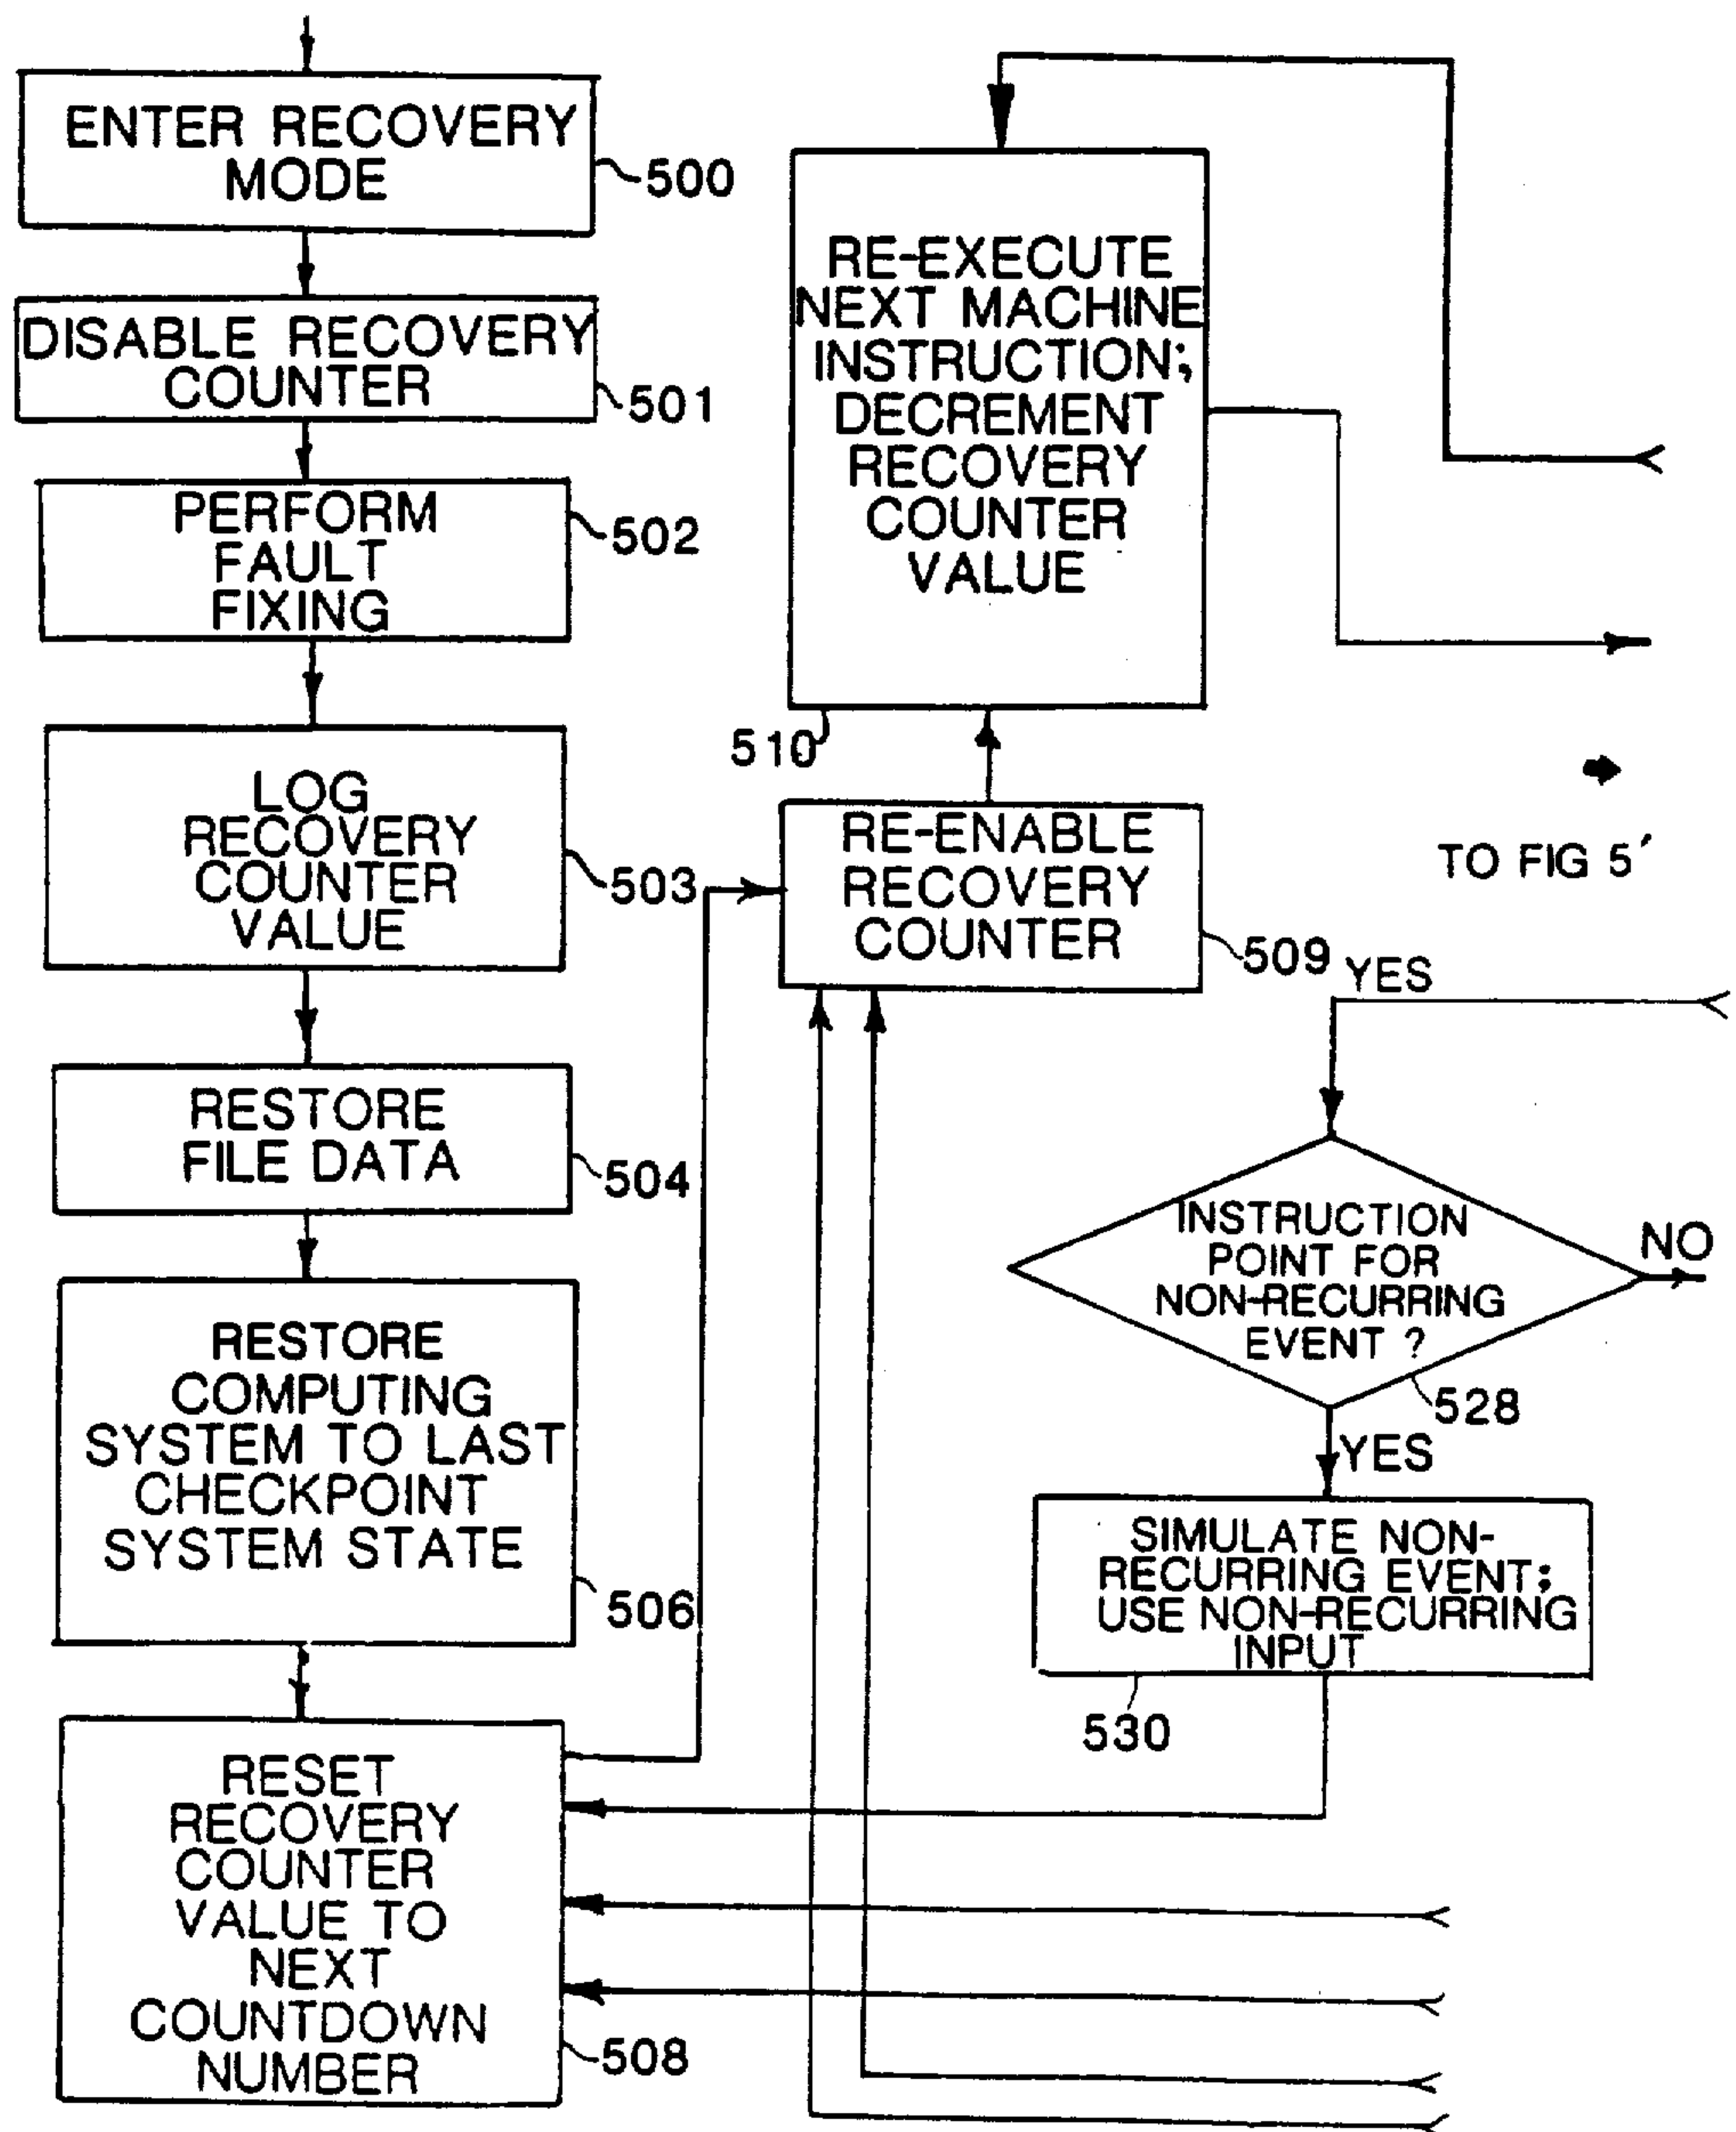 ENTER RECOVERY
MODE
500
DISABLE RECOVERY
COUNTER
501
PERFORM
FAULT
FIXING
502
LOG
RECOVERY
COUNTER
VALUE
503
RESTORE
FILE DATA
504
RESTORE
COMPUTING
SYSTEM TO LAST
CHECKPOINT
SYSTEM STATE
506
RESET
RECOVERY
COUNTER
VALUE TO
NEXT
COUNTDOWN
NUMBER
508
RE-EXECUTE
NEXT MACHINE
INSTRUCTION;
DECREMENT
RECOVERY
COUNTER
VALUE
510
RE-ENABLE
RECOVERY
COUNTER
509
TO FIG 5'
YES
INSTRUCTION
POINT FOR
NON-RECURRING
EVENT ?
NO
528
YES
SIMULATE NON-
RECURRING EVENT;
USE NON-RECURRING
INPUT
530